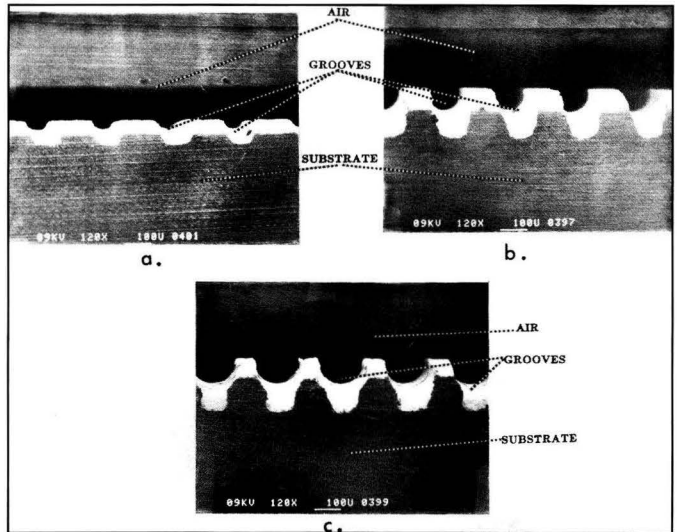 AIR
GROOVES
SUBSTRATE
09KV 120X 100U 0401
a.
09KV 120X 100U 0397
b.
AIR
GROOVES
SUBSTRATE
09KV 120X 100U 0399
c.